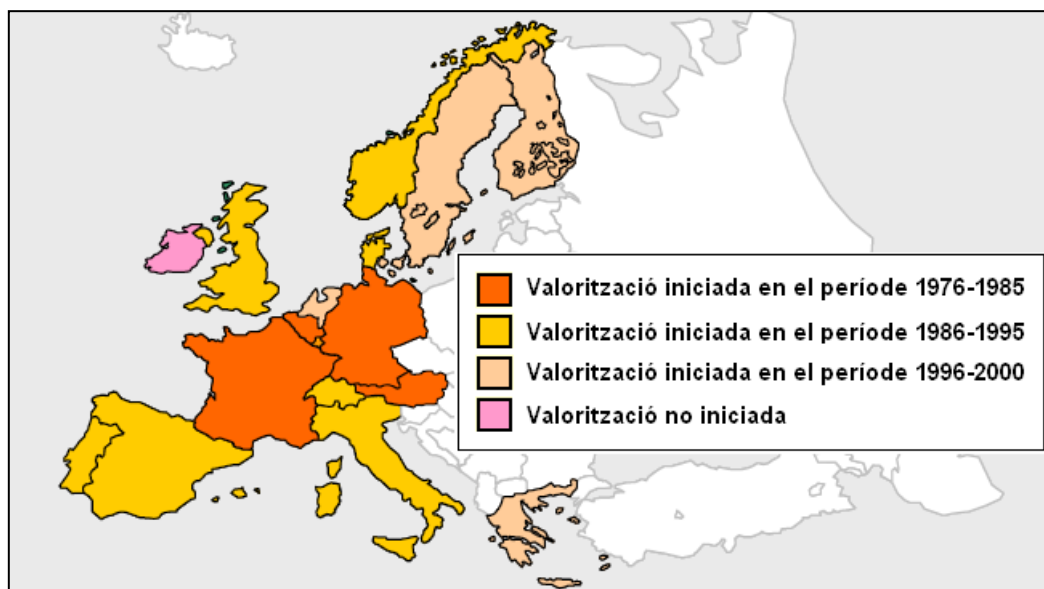 Valorització iniciada en el període 1976-1985
Valorització iniciada en el període 1986-1995
Valorització iniciada en el període 1996-2000
Valorització no iniciada